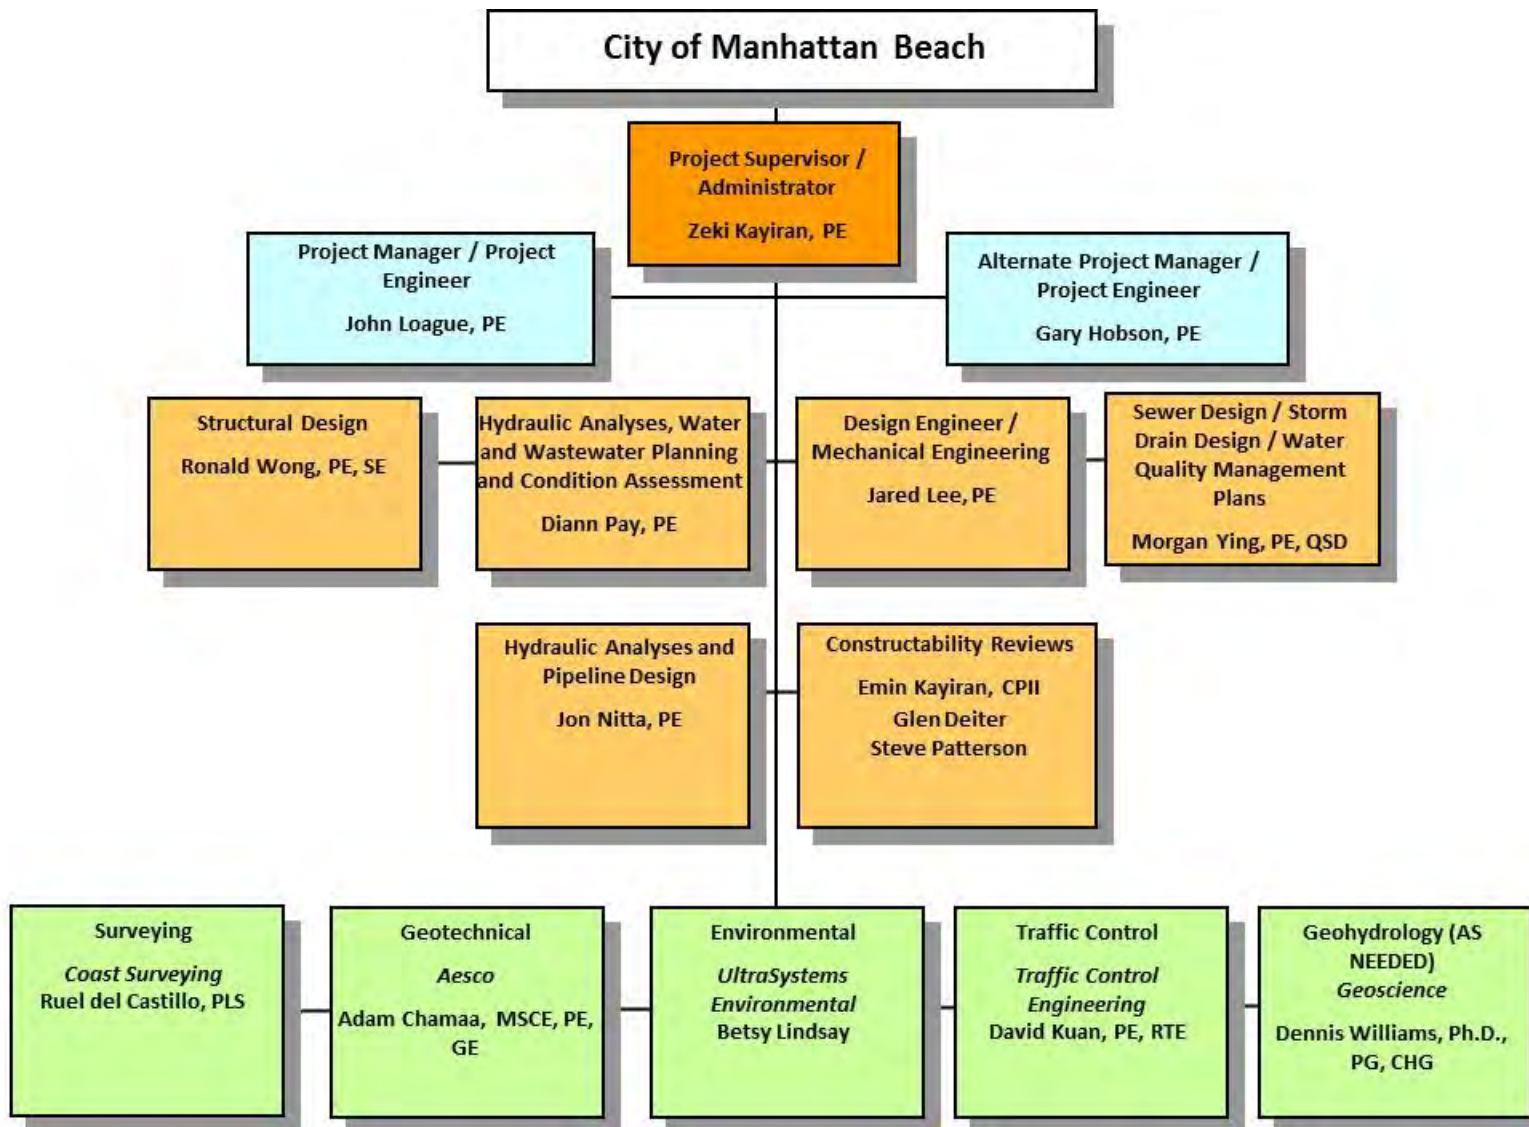 City of Manhattan Beach
Project Supervisor /
Administrator
Zeki Kayiran, PE
Project Manager / Project
Engineer
John Loague, PE
Alternate Project Manager /
Project Engineer
Gary Hobson, PE
Structural Design
Ronald Wong, PE, SE
Hydraulic Analyses, Water
and Wastewater Planning
and Condition Assessment
Diann Pay, PE
Design Engineer /
Mechanical Engineering
Jared Lee, PE
Sewer Design / Storm
Drain Design / Water
Quality Management
Plans
Morgan Ying, PE, QSD
Hydraulic Analyses and
Pipeline Design
Jon Nitta, PE
Constructability Reviews
Emin Kayiran, CPII
Glen Deiter
Steve Patterson
Surveying
Coast Surveying
Ruel del Castillo, PLS
Geotechnical
Aesco
Adam Chamaa, MSCE, PE,
GE
Environmental
UltraSystems
Environmental
Betsy Lindsay
Traffic Control
Traffic Control
Engineering
David Kuan, PE, RTE
Geohydrology (AS
NEEDED)
Geoscience
Dennis Williams, Ph.D.,
PG, CHG